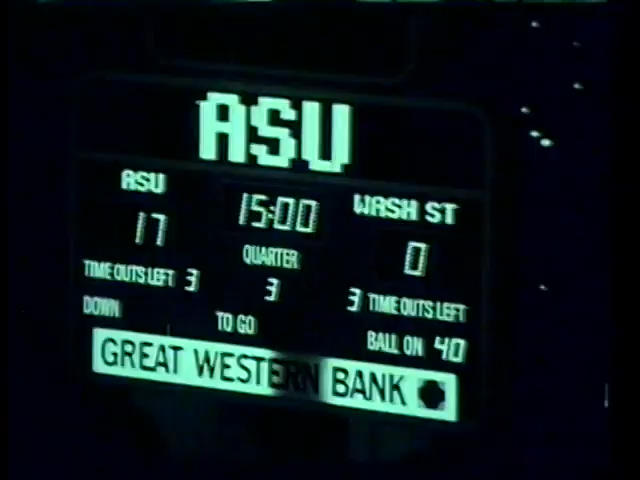 ASU
ASU 15:00 WASH ST
17 QUARTER 0
TIME OUTS LEFT 3 3 3 TIME OUTS LEFT
DOWN TO GO BALL ON 40
GREAT WESTERN BANK